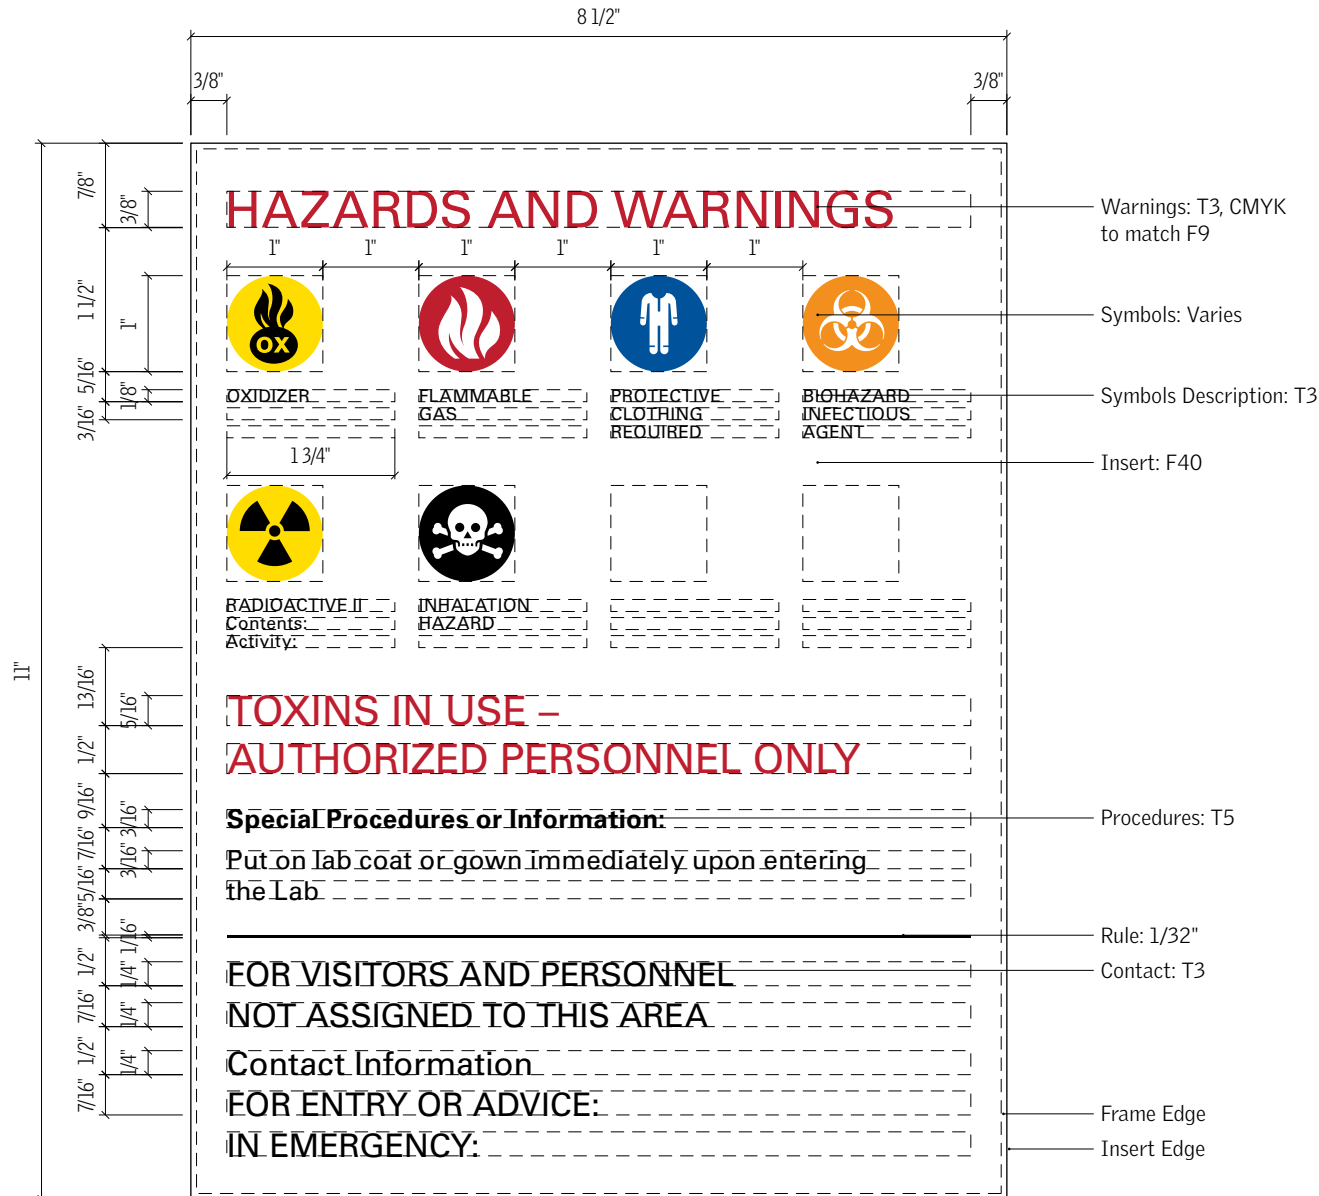 8 1/2"
3/8"
3/8"
7/8"
3/8"
HAZARDS AND WARNINGS
Warnings: T3, CMYK
to match F9
1"
1"
1"
1"
1"
1"
1 1/2"
1"
OX
Symbols: Varies
5/16"
1/8"
3/16"
OXIDIZER
FLAMMABLE
GAS
PROTECTIVE
CLOTHING
REQUIRED
BIOHAZARD
INFECTIOUS
AGENT
Symbols Description: T3
1 3/4"
Insert: F40
RADIOACTIVE II
Contents:
Activity:
INHALATION
HAZARD
11"
13/16"
5/16"
TOXINS IN USE –
1/2"
AUTHORIZED PERSONNEL ONLY
9/16"
3/16"
Special Procedures or Information:
Procedures: T5
7/16"
3/16"
Put on lab coat or gown immediately upon entering
5/16"
the Lab
3/8"
1/16"
Rule: 1/32"
1/2"
1/4"
FOR VISITORS AND PERSONNEL
Contact: T3
7/16"
1/4"
NOT ASSIGNED TO THIS AREA
1/2"
1/4"
Contact Information
7/16"
FOR ENTRY OR ADVICE:
Frame Edge
IN EMERGENCY:
Insert Edge